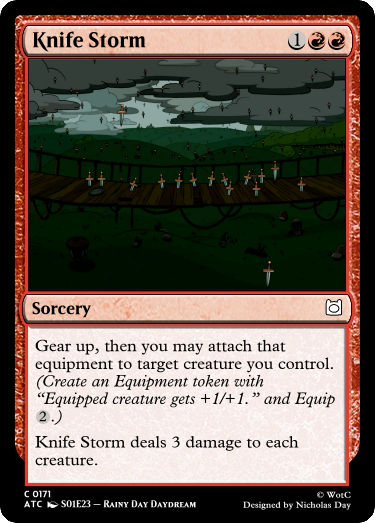 Knife Storm 1
Sorcery
Gear up, then you may attach that
equipment to target creature you control.
(Create an Equipment token with
“Equipped creature gets +1/+1.” and Equip
2.)
Knife Storm deals 3 damage to each
creature.
C 0171 © WotC
ATC S01E23 – Rainy Day Daydream Designed by Nicholas Day